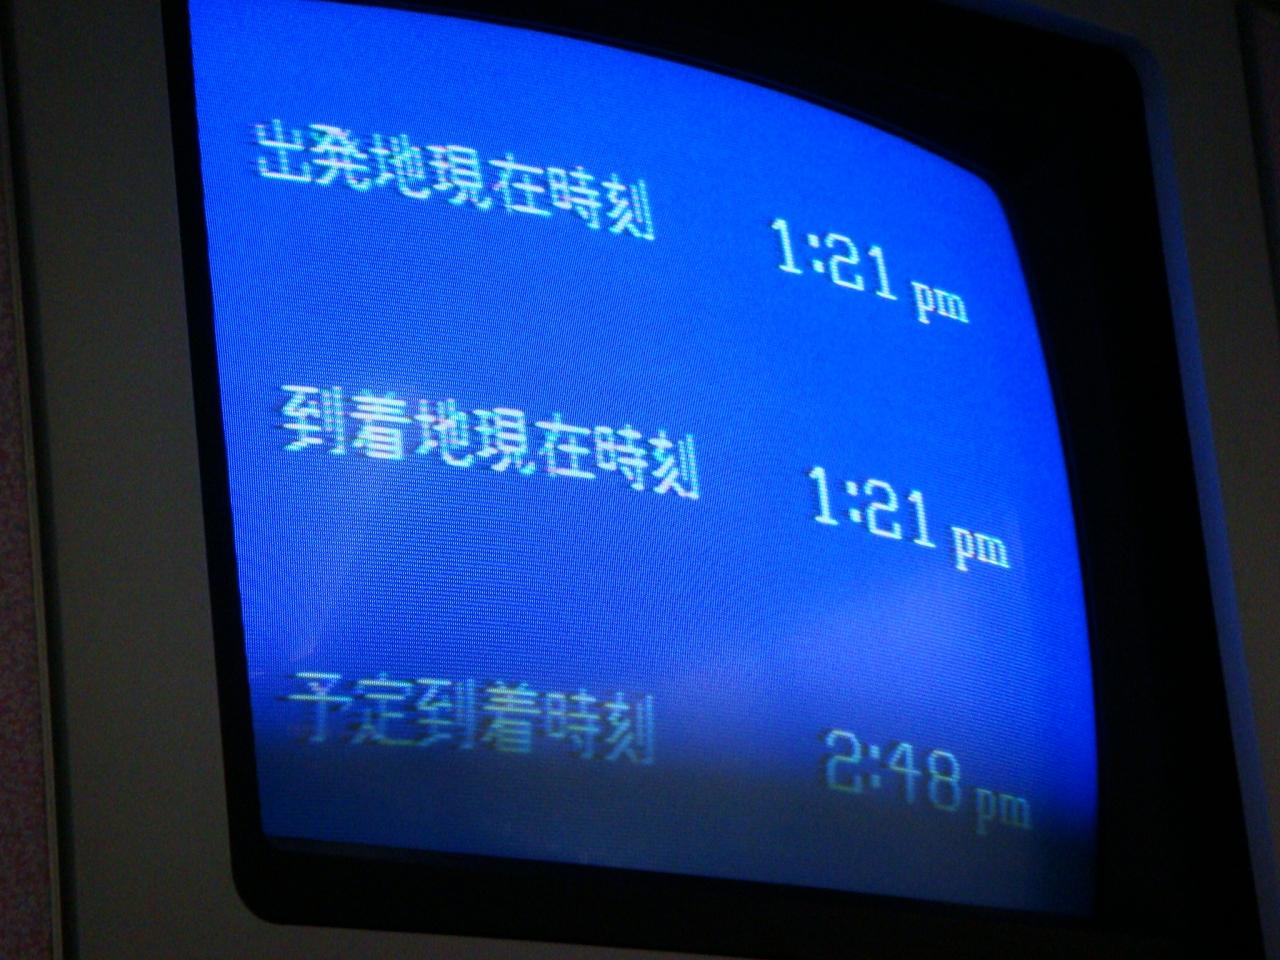 出発地現在時刻 1:21 pm
到着地現在時刻 1:21 pm
予定到着時刻 2:48 pm